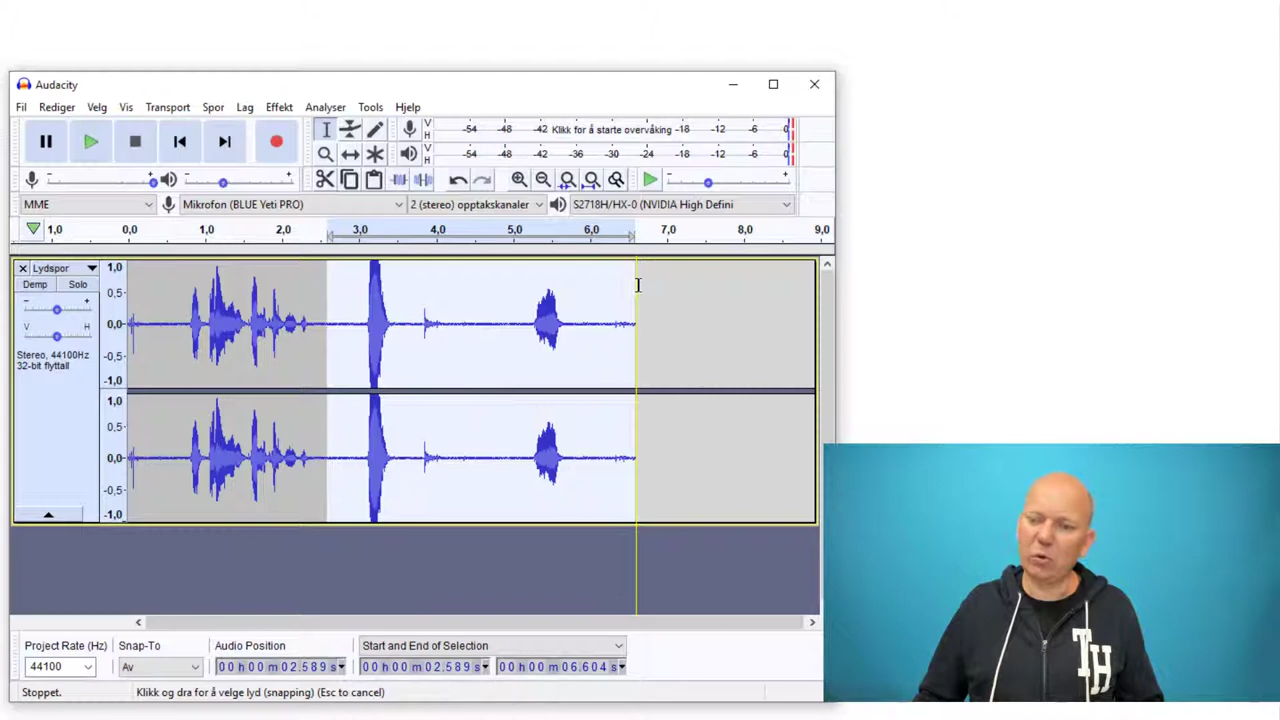 Audacity
Fil Rediger Velg Vis Transport Spor Lag Effekt Analyser Tools Hjelp
V
H
-54 -48 -42 Klikk for å starte overvåking -18 -12 -6 0
V
H
-54 -48 -42 -36 -30 -24 -18 -12 -6 0
- + - + - +
MME Mikrofon (BLUE Yeti PRO) 2 (stereo) opptakskanaler S2718H/HX-0 (NVIDIA High Defini
1,0 0,0 1,0 2,0 3,0 4,0 5,0 6,0 7,0 8,0 9,0
Lydspor
Demp Solo
- +
V H
Stereo, 44100Hz
32-bit flyttall
1,0
0,5
0,0
-0,5
-1,0
1,0
0,5
0,0
-0,5
-1,0
Project Rate (Hz) Snap-To Audio Position Start and End of Selection
44100 Av 00 h 00 m 02.589 s 00 h 00 m 02.589 s 00 h 00 m 06.604 s
Stoppet. Klikk og dra for å velge lyd (snapping) (Esc to cancel)
TH